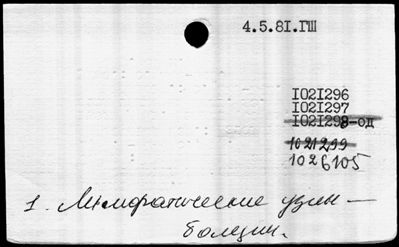 4.5.81.ГШ
I02I296
I02I297
I02I298-од
1021299
1026105
1. Лимфатические узлы —
болезни.